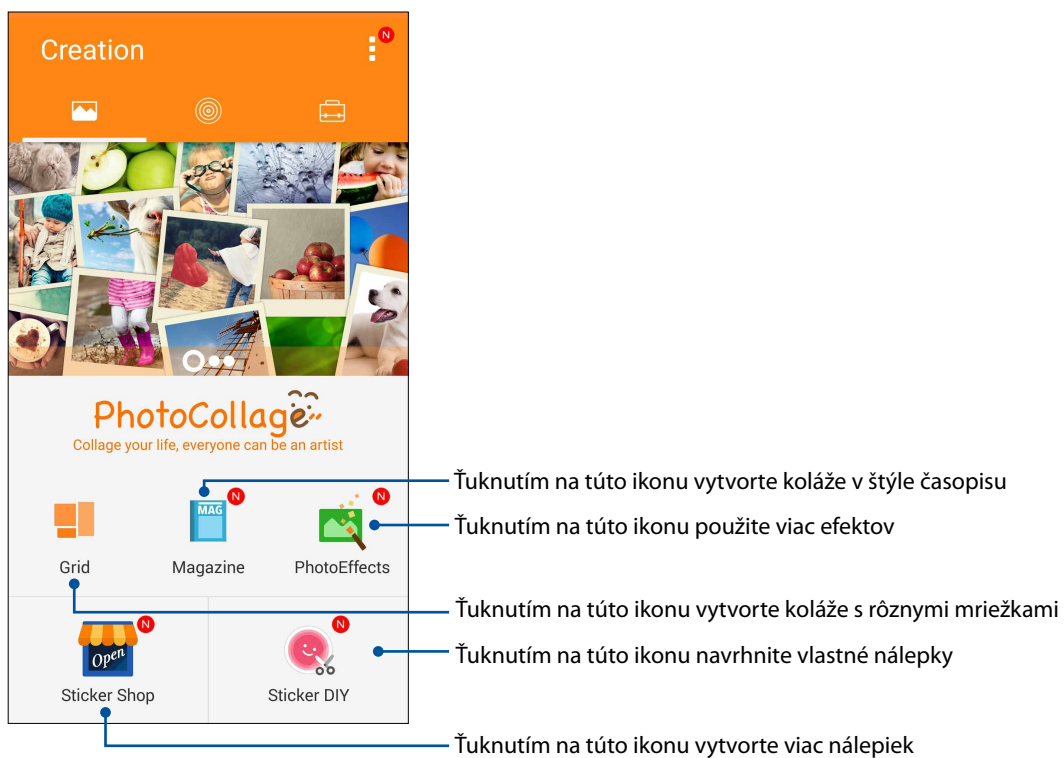 Creation
N
PhotoCollage
Collage your life, everyone can be an artist
MAG
N
N
Grid
Magazine
PhotoEffects
Open
N
N
Sticker Shop
Sticker DIY
Ťuknutím na túto ikonu vytvorte koláže v štýle časopisu
Ťuknutím na túto ikonu použite viac efektov
Ťuknutím na túto ikonu vytvorte koláže s rôznymi mriežkami
Ťuknutím na túto ikonu navrhnite vlastné nálepky
Ťuknutím na túto ikonu vytvorte viac nálepiek